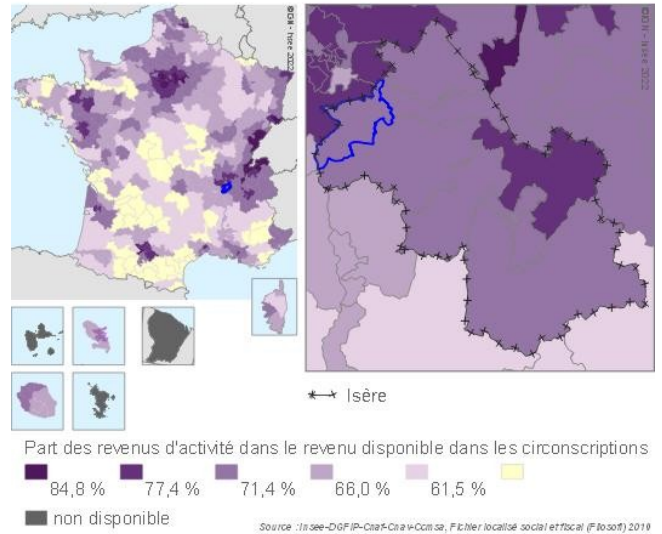 ©IGN - Insee 2022
©IGN - Insee 2022
Isère
Part des revenus d'activité dans le revenu disponible dans les circonscriptions
84,8 % 77,4 % 71,4 % 66,0 % 61,5 %
non disponible
Source : Insee-DGFIP-Cnaf-Cnav-Ccmsa, Fichier localisé social et fiscal (Filosofi) 2019